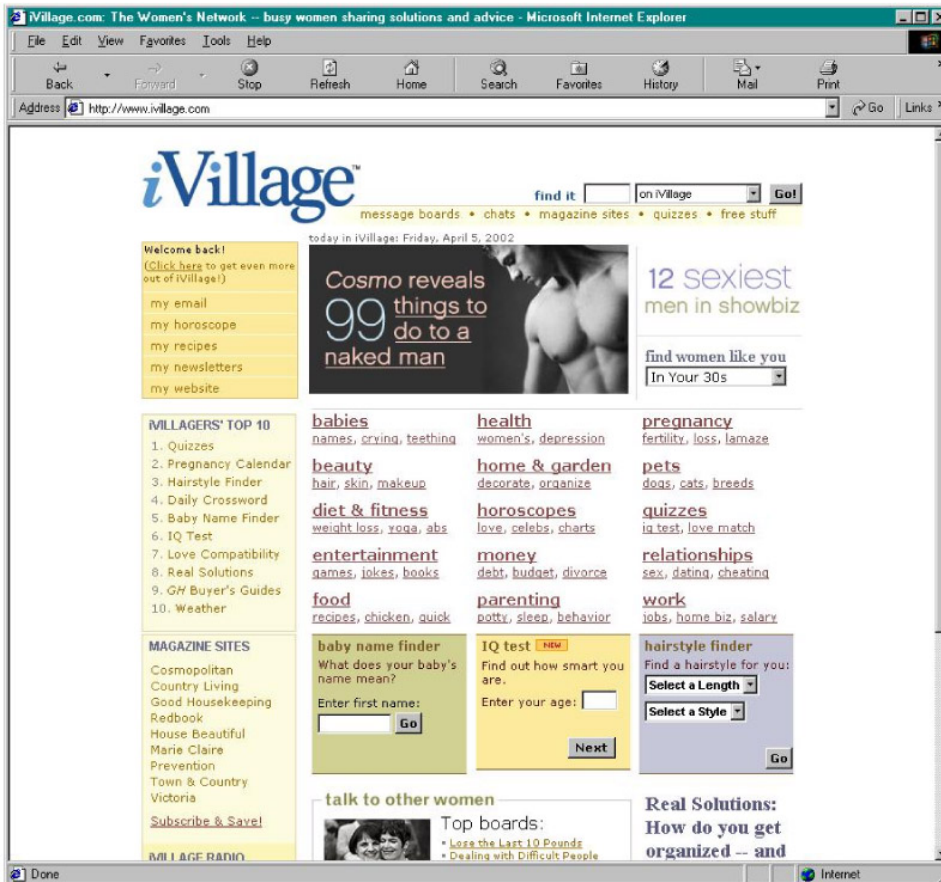 iVillage.com: The Women's Network -- busy women sharing solutions and advice - Microsoft Internet Explorer
File Edit View Favorites Tools Help
Back Forward Stop Refresh Home Search Favorites History Mail Print
Address http://www.ivillage.com Go Links
iVillage™
find it on iVillage Go!
message boards • chats • magazine sites • quizzes • free stuff
today in iVillage: Friday, April 5, 2002
Welcome back!
(Click here to get even more
out of iVillage!)
my email
my horoscope
my recipes
my newsletters
my website
Cosmo reveals
99 things to
do to a
naked man
12 sexiest
men in showbiz
find women like you
In Your 30s
iVILLAGERS' TOP 10
1. Quizzes
2. Pregnancy Calendar
3. Hairstyle Finder
4. Daily Crossword
5. Baby Name Finder
6. IQ Test
7. Love Compatibility
8. Real Solutions
9. GH Buyer's Guides
10. Weather
babies
names, crying, teething
health
women's, depression
pregnancy
fertility, loss, lamaze
beauty
hair, skin, makeup
home & garden
decorate, organize
pets
dogs, cats, breeds
diet & fitness
weight loss, yoga, abs
horoscopes
love, celebs, charts
quizzes
iq test, love match
entertainment
games, jokes, books
money
debt, budget, divorce
relationships
sex, dating, cheating
food
recipes, chicken, quick
parenting
potty, sleep, behavior
work
jobs, home biz, salary
MAGAZINE SITES
Cosmopolitan
Country Living
Good Housekeeping
Redbook
House Beautiful
Marie Claire
Prevention
Town & Country
Victoria
Subscribe & Save!
iVILLAGE RADIO
baby name finder
What does your baby's
name mean?
Enter first name:
Go
IQ test NEW
Find out how smart you
are.
Enter your age:
Next
hairstyle finder
Find a hairstyle for you:
Select a Length
Select a Style
Go
talk to other women
Top boards:
• Lose the Last 10 Pounds
• Dealing with Difficult People
Real Solutions:
How do you get
organized -- and
Done Internet